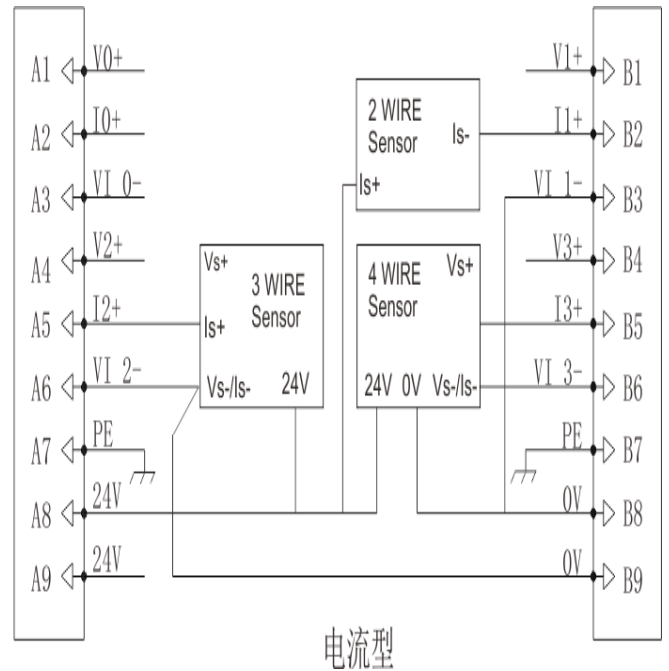 A1 V0+
A2 I0+
A3 VI 0-
A4 V2+
A5 I2+
A6 VI 2-
A7 PE
A8 24V
A9 24V
Vs+
3 WIRE
Sensor
Is+
Vs-/Is- 24V
2 WIRE
Sensor
Is-
Is+
4 WIRE
Sensor
Vs+
24V 0V Vs-/Is-
V1+ B1
I1+ B2
VI 1- B3
V3+ B4
I3+ B5
VI 3- B6
PE B7
0V B8
0V B9
电流型